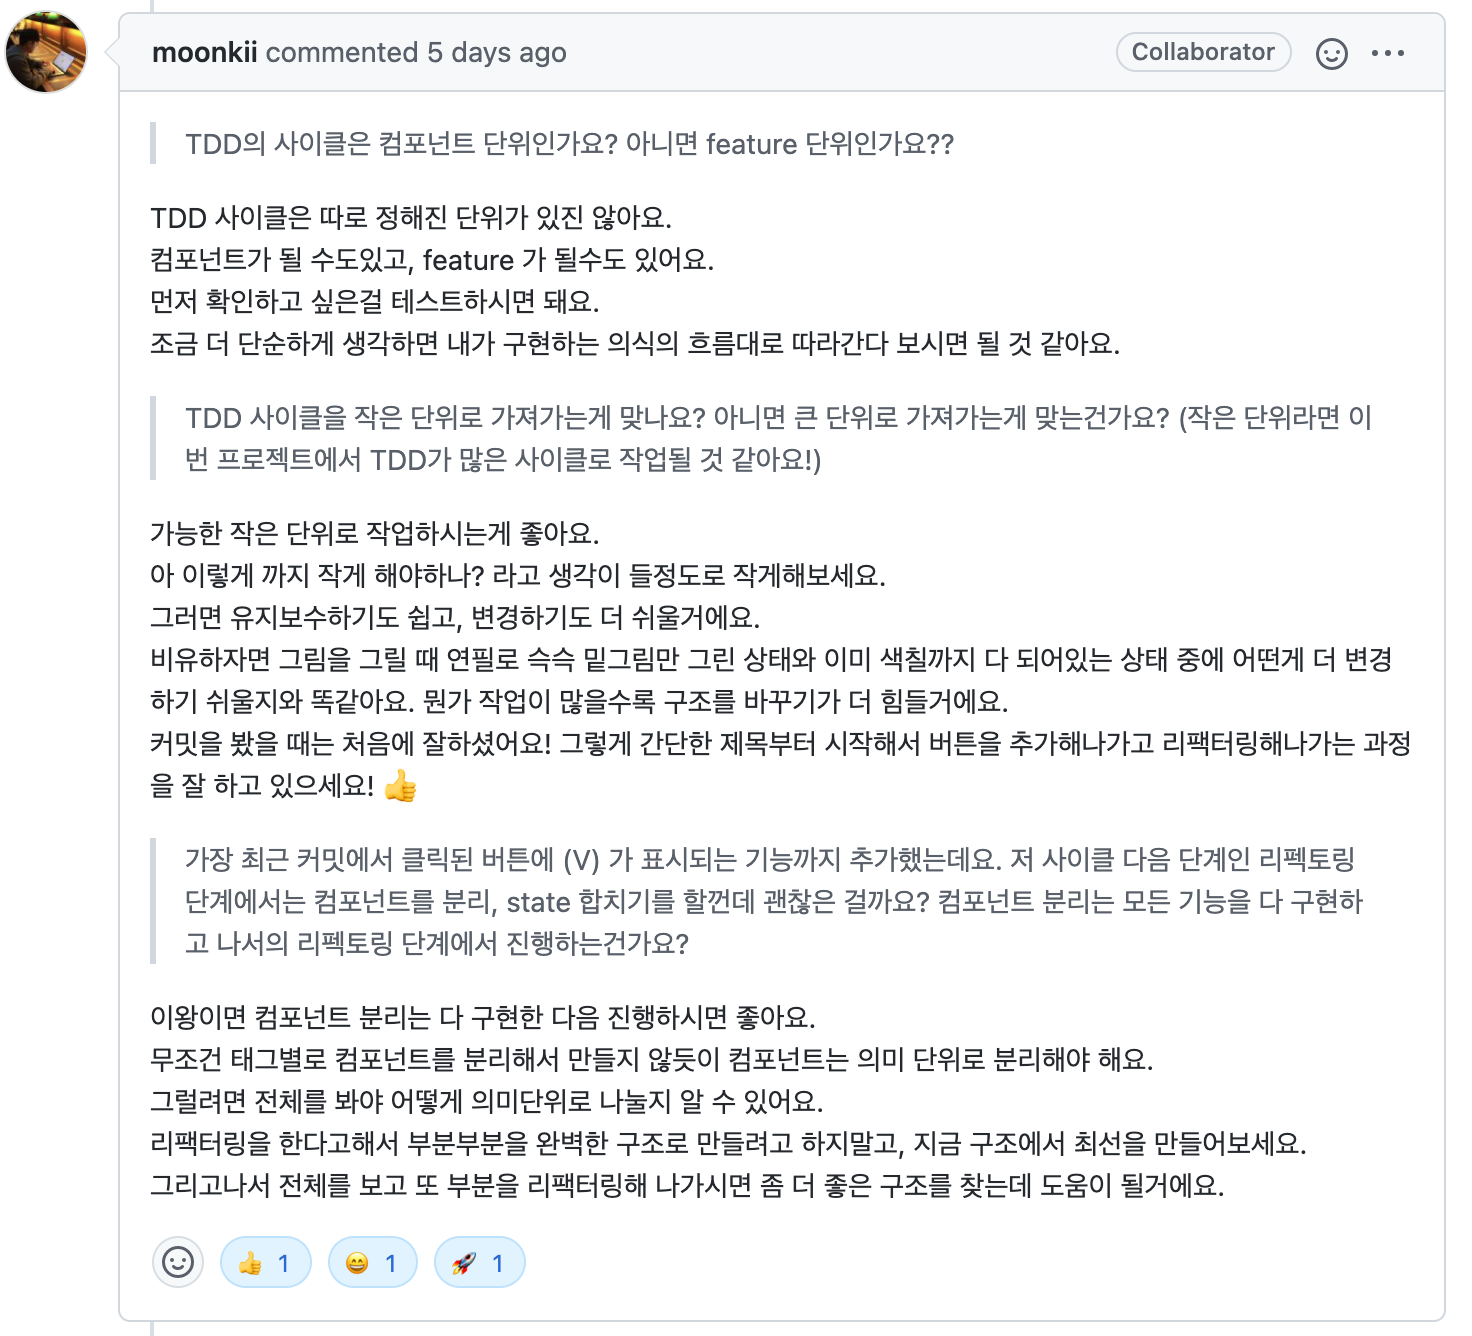 moonkii commented 5 days ago
Collaborator
TDD의 사이클은 컴포넌트 단위인가요? 아니면 feature 단위인가요??
TDD 사이클은 따로 정해진 단위가 있진 않아요.
컴포넌트가 될 수도있고, feature 가 될수도 있어요.
먼저 확인하고 싶은걸 테스트하시면 돼요.
조금 더 단순하게 생각하면 내가 구현하는 의식의 흐름대로 따라간다 보시면 될 것 같아요.
TDD 사이클을 작은 단위로 가져가는게 맞나요? 아니면 큰 단위로 가져가는게 맞는건가요? (작은 단위라면 이
번 프로젝트에서 TDD가 많은 사이클로 작업될 것 같아요!)
가능한 작은 단위로 작업하시는게 좋아요.
아 이렇게 까지 작게 해야하나? 라고 생각이 들정도로 작게해보세요.
그러면 유지보수하기도 쉽고, 변경하기도 더 쉬울거에요.
비유하자면 그림을 그릴 때 연필로 슥슥 밑그림만 그린 상태와 이미 색칠까지 다 되어있는 상태 중에 어떤게 더 변경
하기 쉬울지와 똑같아요. 뭔가 작업이 많을수록 구조를 바꾸기가 더 힘들거에요.
커밋을 봤을 때는 처음에 잘하셨어요! 그렇게 간단한 제목부터 시작해서 버튼을 추가해나가고 리팩터링해나가는 과정
을 잘 하고 있으세요! 👍
가장 최근 커밋에서 클릭된 버튼에 (V) 가 표시되는 기능까지 추가했는데요. 저 사이클 다음 단계인 리펙토링
단계에서는 컴포넌트를 분리, state 합치기를 할껀데 괜찮은 걸까요? 컴포넌트 분리는 모든 기능을 다 구현하
고 나서의 리펙토링 단계에서 진행하는건가요?
이왕이면 컴포넌트 분리는 다 구현한 다음 진행하시면 좋아요.
무조건 태그별로 컴포넌트를 분리해서 만들지 않듯이 컴포넌트는 의미 단위로 분리해야 해요.
그럴려면 전체를 봐야 어떻게 의미단위로 나눌지 알 수 있어요.
리팩터링을 한다고해서 부분부분을 완벽한 구조로 만들려고 하지말고, 지금 구조에서 최선을 만들어보세요.
그리고나서 전체를 보고 또 부분을 리팩터링해 나가시면 좀 더 좋은 구조를 찾는데 도움이 될거에요.
👍 1 😄 1 🚀 1